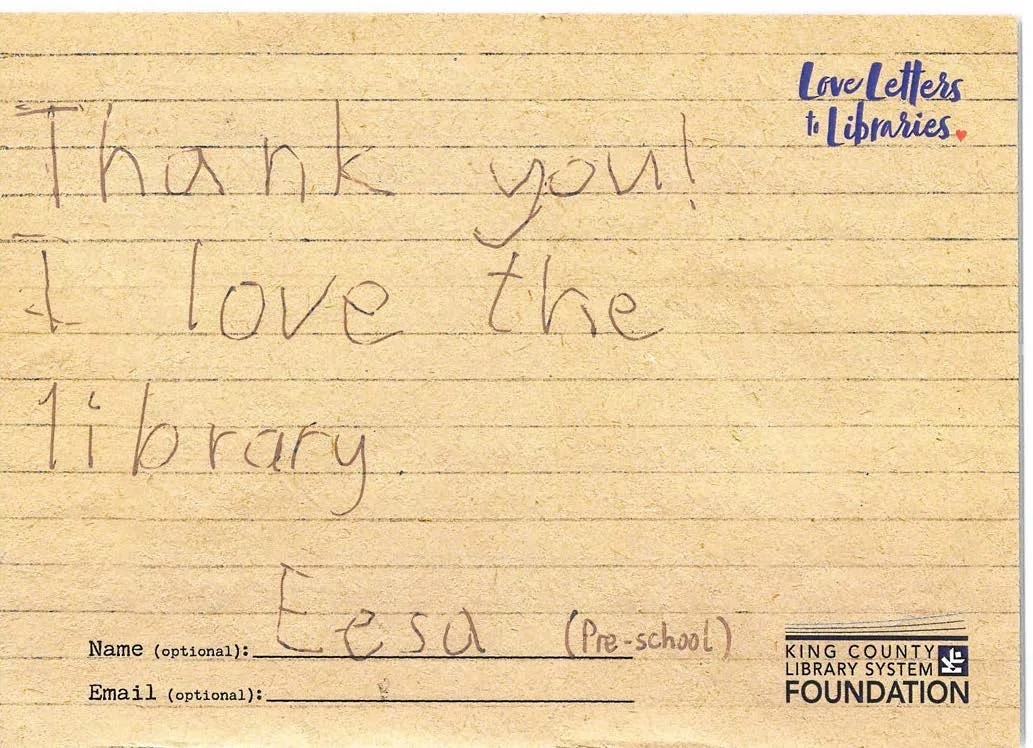 Love Letters
to Libraries
Thank you!
I love the
library.
Eesa (Pre-school)
Name (optional):
Email (optional):
KING COUNTY
LIBRARY SYSTEM
FOUNDATION